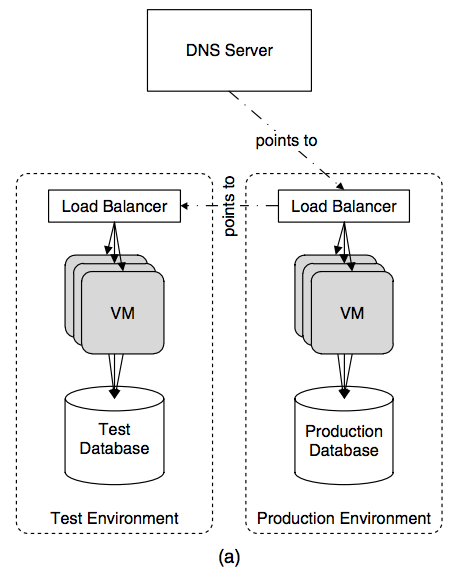 DNS Server
points to
points to
Load Balancer
Load Balancer
VM
VM
Test
Database
Production
Database
Test Environment
Production Environment
(a)